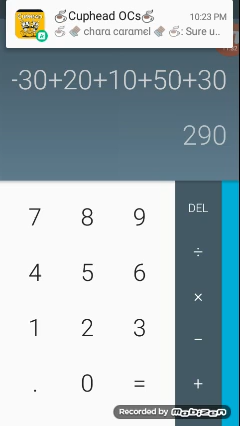 ☕Cuphead OCs☕ 10:23 PM
☕ 🍮 chara caramel 🍮 ☕: Sure u..
-30+20+10+50+30
290
7 8 9 DEL
4 5 6 ÷
1 2 3 ×
−
. 0 = +
Recorded by mobizen